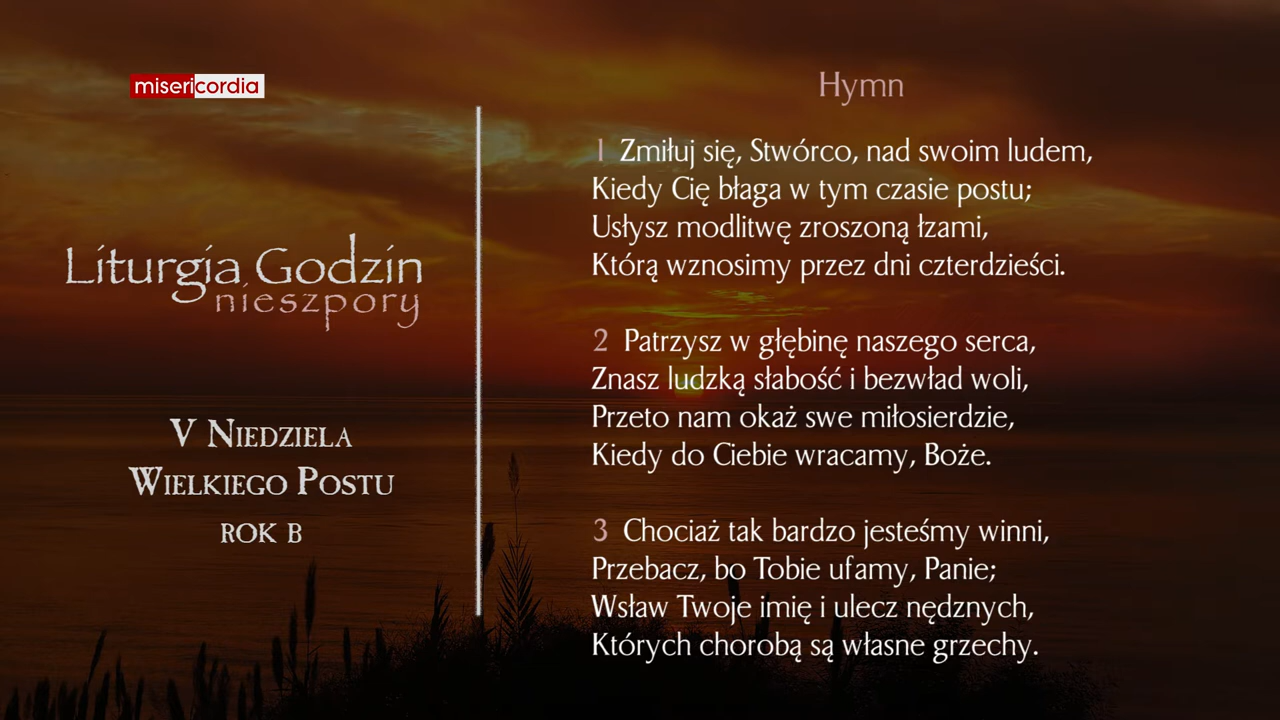 misericordia
Liturgia Godzin
nieszpory
V Niedziela
Wielkiego Postu
rok B
Hymn
1 Zmiłuj się, Stwórco, nad swoim ludem,
Kiedy Cię błaga w tym czasie postu;
Usłysz modlitwę zroszoną łzami,
Którą wznosimy przez dni czterdzieści.
2 Patrzysz w głębinę naszego serca,
Znasz ludzką słabość i bezwład woli,
Przeto nam okaż swe miłosierdzie,
Kiedy do Ciebie wracamy, Boże.
3 Chociaż tak bardzo jesteśmy winni,
Przebacz, bo Tobie ufamy, Panie;
Wsław Twoje imię i ulecz nędznych,
Których chorobą są własne grzechy.